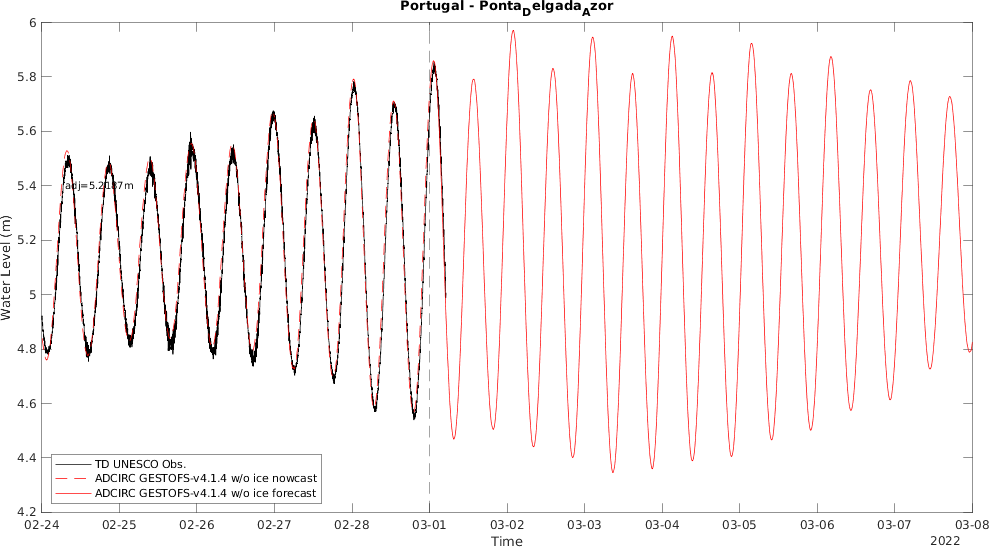 Portugal - PontaDelgadaAzor
6
5.8
5.6
5.4
5.2
5
4.8
4.6
4.4
4.2
Water Level (m)
adj=5.2187m
TD UNESCO Obs.
ADCIRC GESTOFS-v4.1.4 w/o ice nowcast
ADCIRC GESTOFS-v4.1.4 w/o ice forecast
02-24 02-25 02-26 02-27 02-28 03-01 03-02 03-03 03-04 03-05 03-06 03-07 03-08
Time
2022